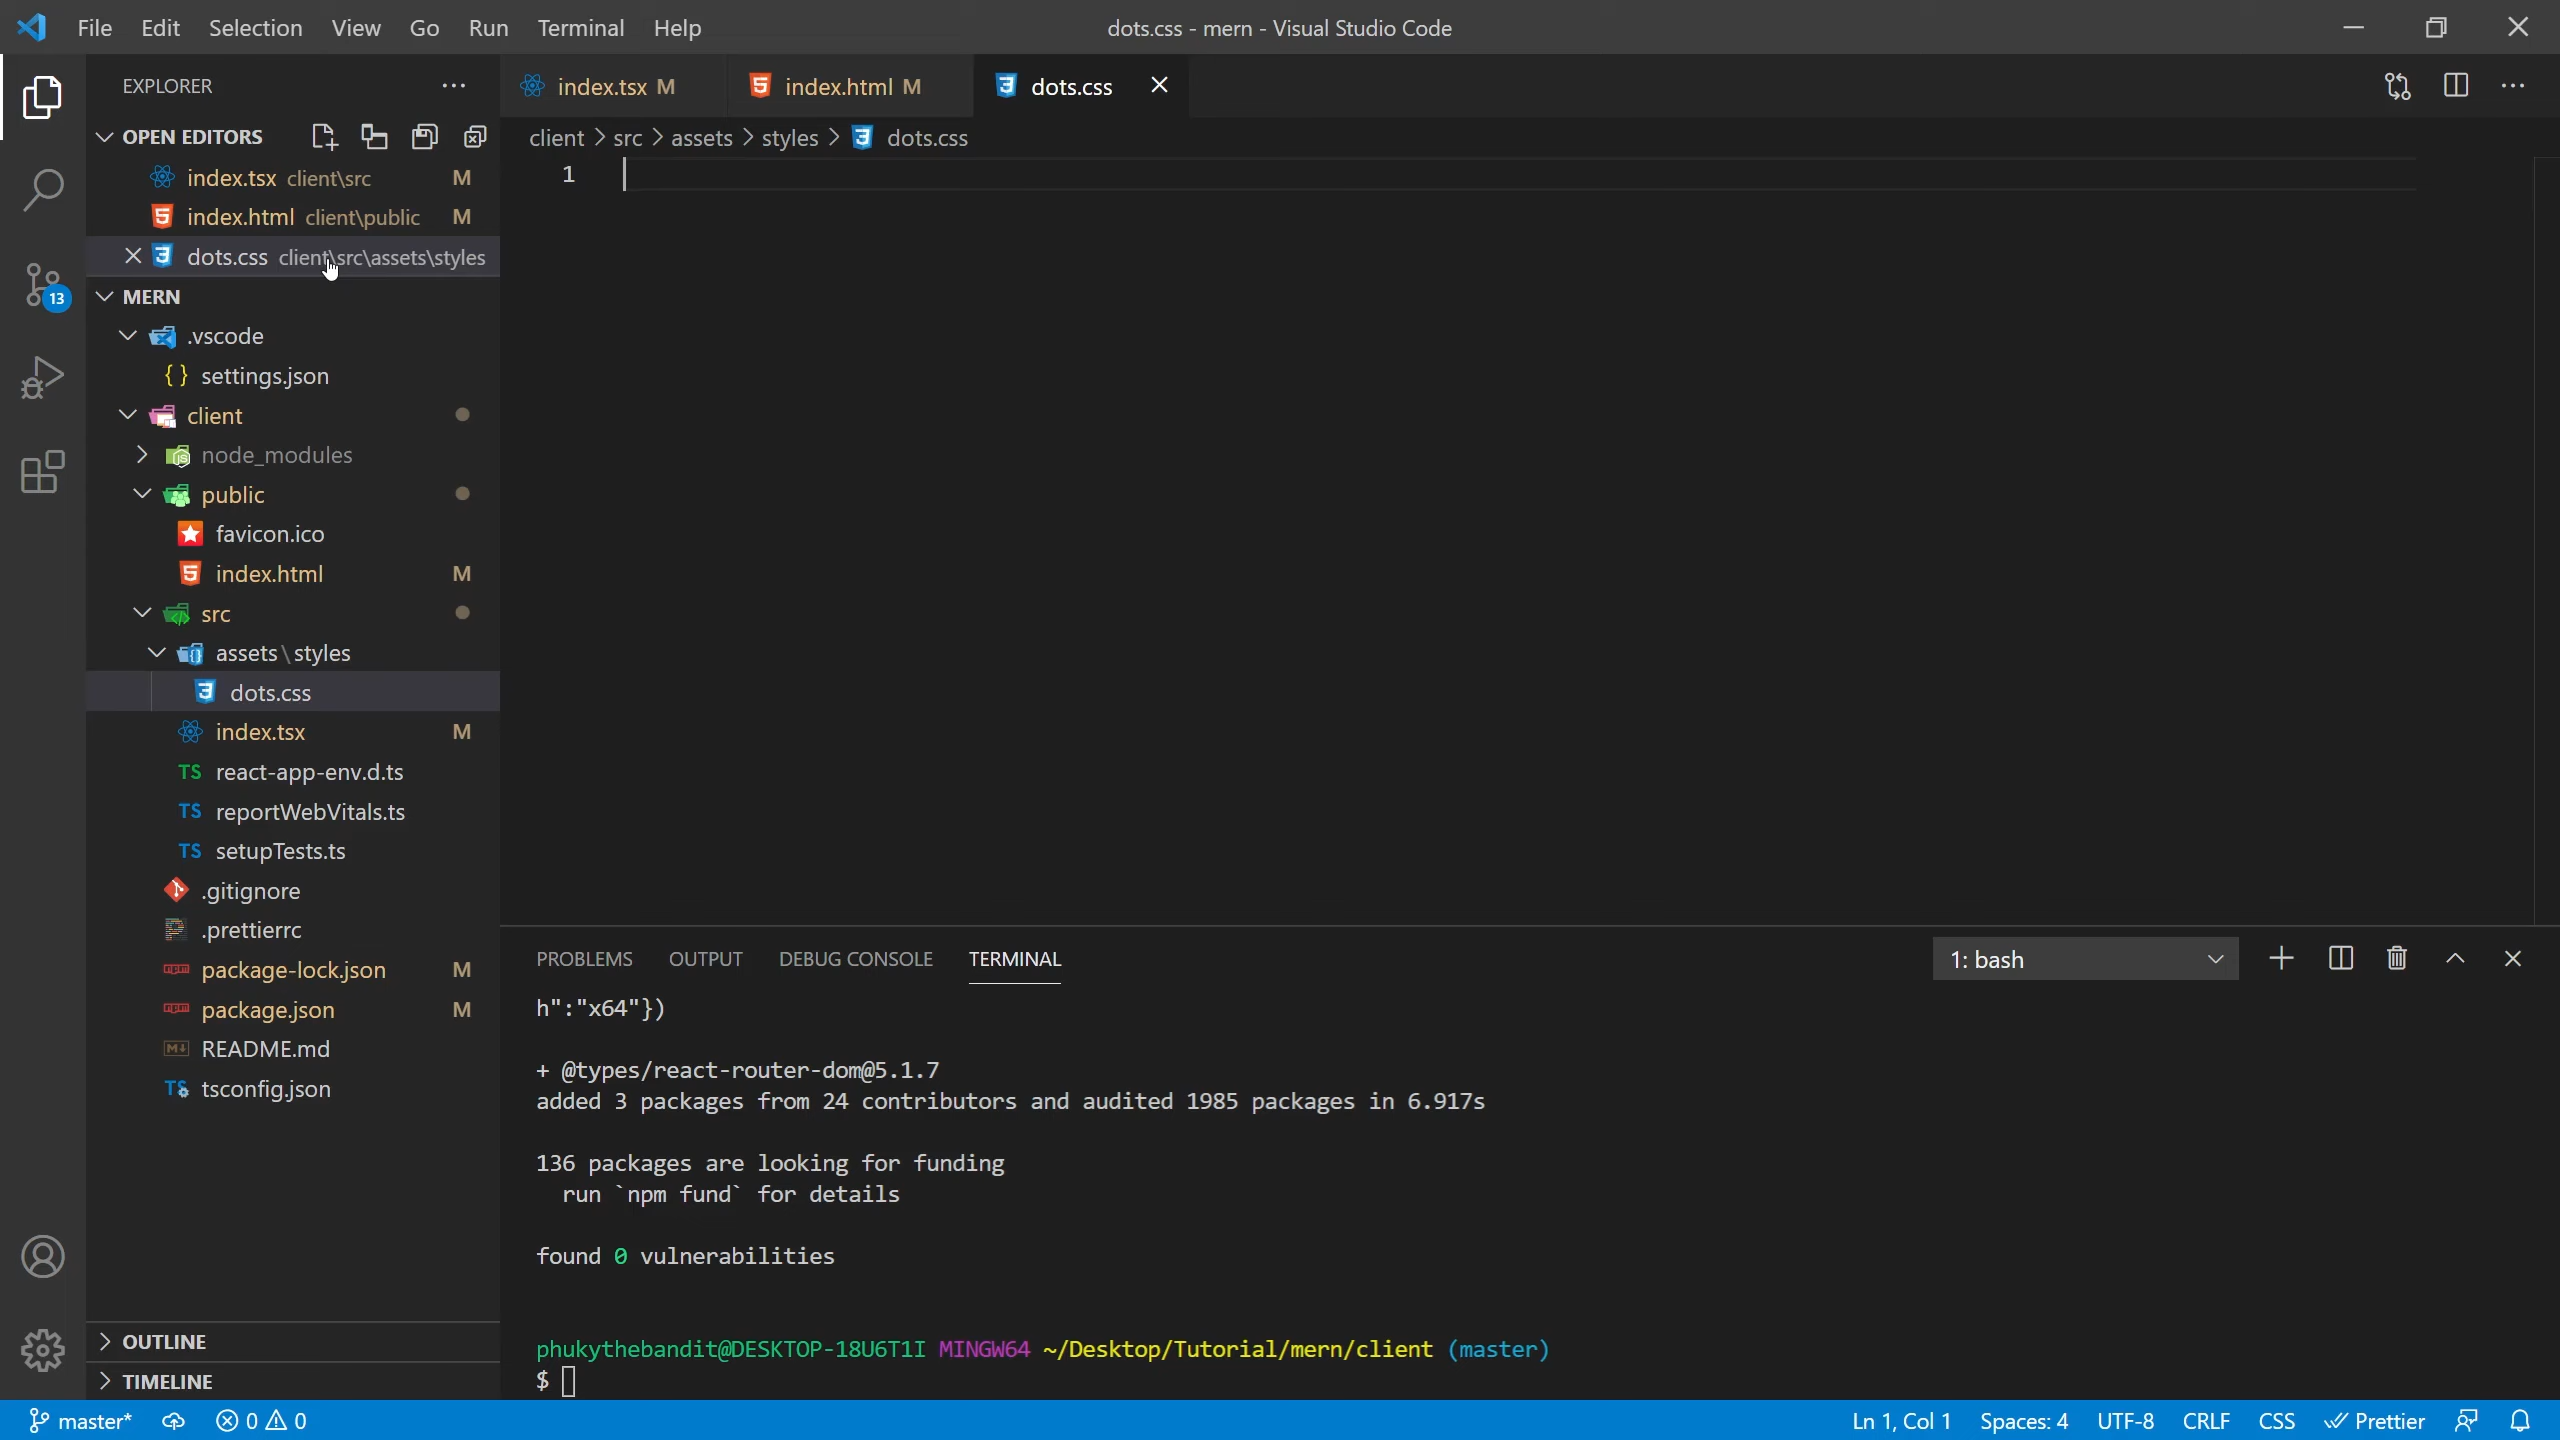 File Edit Selection View Go Run Terminal Help
dots.css - mern - Visual Studio Code
EXPLORER
OPEN EDITORS
index.tsx client\src M
index.html client\public M
dots.css client\src\assets\styles
MERN
.vscode
{ } settings.json
client
node_modules
public
favicon.ico
index.html M
src
assets\styles
dots.css
index.tsx M
TS react-app-env.d.ts
TS reportWebVitals.ts
TS setupTests.ts
.gitignore
.prettierrc
package-lock.json M
package.json M
README.md
TS tsconfig.json
OUTLINE
TIMELINE
13
index.tsx M
index.html M
dots.css
client > src > assets > styles > dots.css
1
PROBLEMS OUTPUT DEBUG CONSOLE TERMINAL
1: bash
h":"x64"})
+ @types/react-router-dom@5.1.7
added 3 packages from 24 contributors and audited 1985 packages in 6.917s
136 packages are looking for funding
run `npm fund` for details
found 0 vulnerabilities
phukythebandit@DESKTOP-18U6T1I MINGW64 ~/Desktop/Tutorial/mern/client (master)
$
master* 0 0
Ln 1, Col 1 Spaces: 4 UTF-8 CRLF CSS Prettier